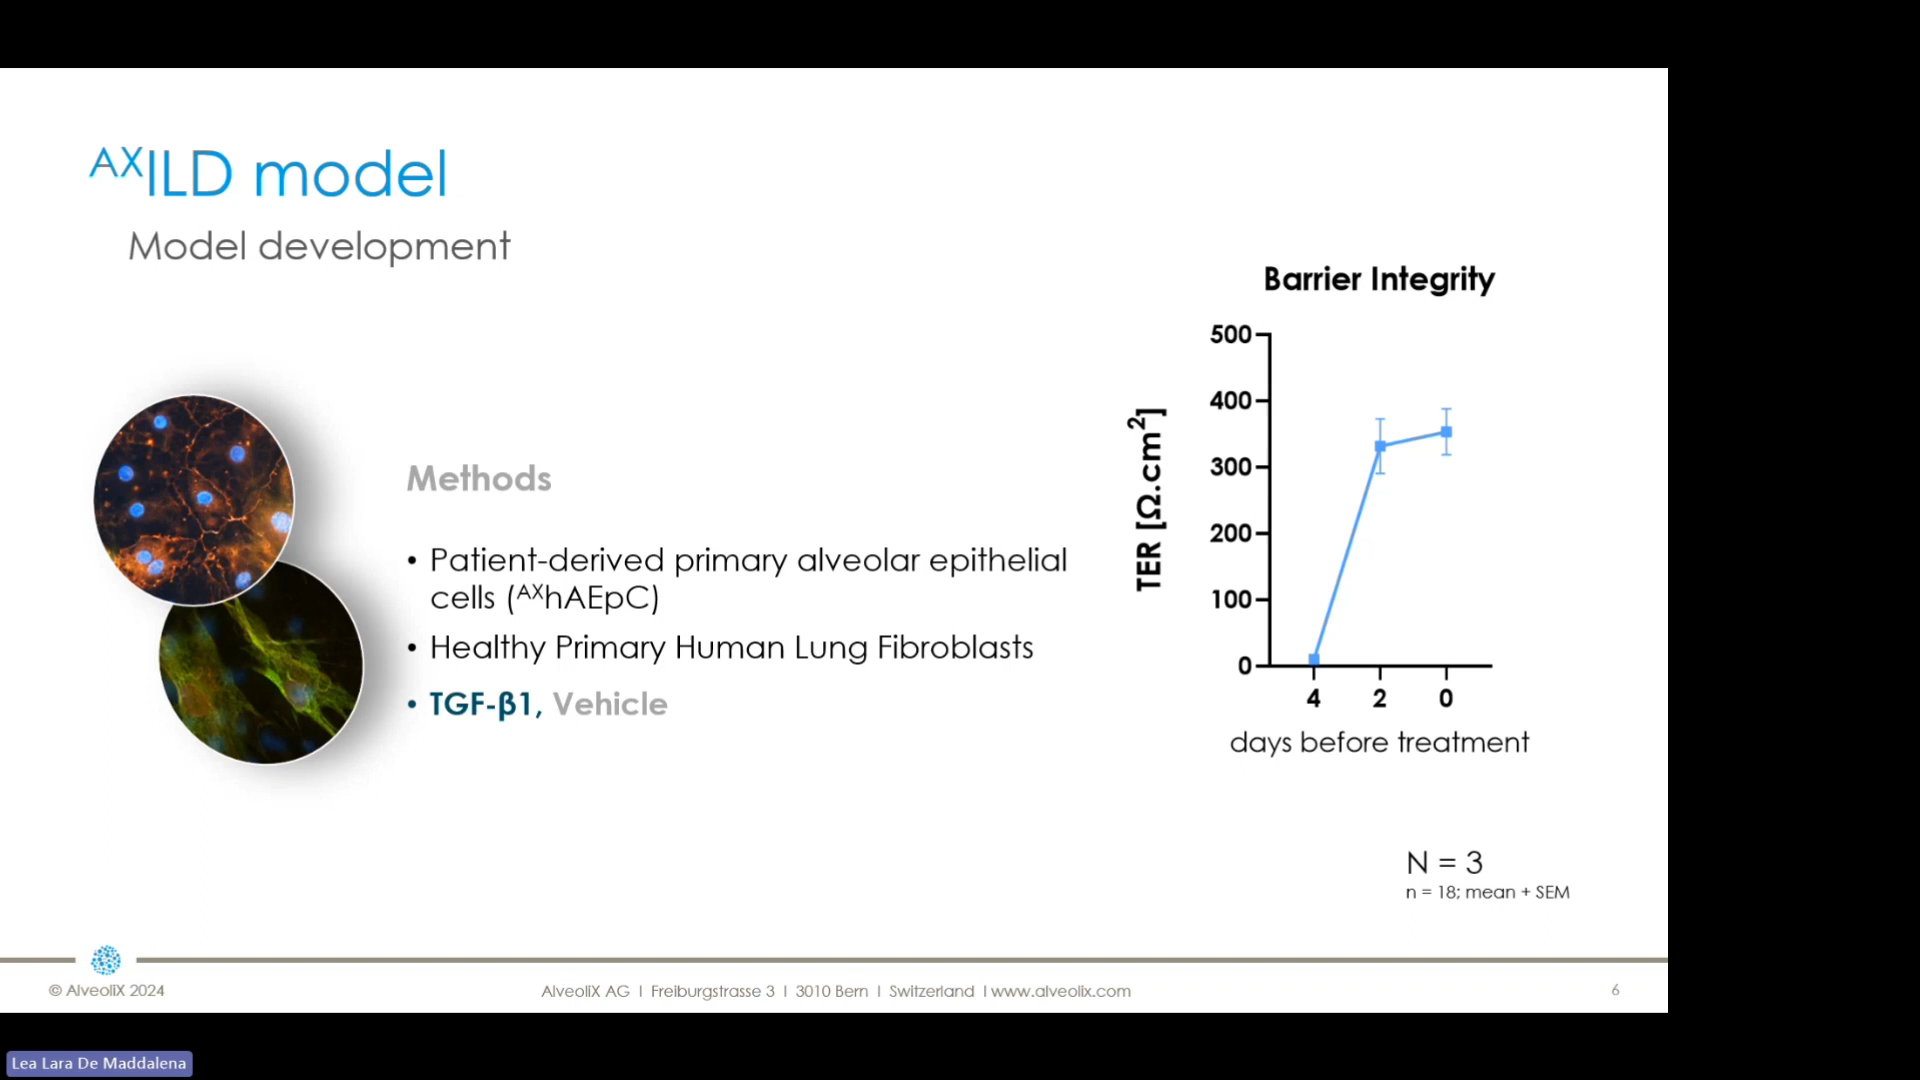 AXILD model
Model development
Methods
• Patient-derived primary alveolar epithelial
cells (AXhAEpC)
• Healthy Primary Human Lung Fibroblasts
• TGF-β1, Vehicle
Barrier Integrity
TER [Ω.cm²]
500
400
300
200
100
0
4 2 0
days before treatment
N = 3
n = 18; mean + SEM
© AlveoliX 2024
AlveoliX AG I Freiburgstrasse 3 I 3010 Bern I Switzerland I www.alveolix.com
6
Lea Lara De Maddalena